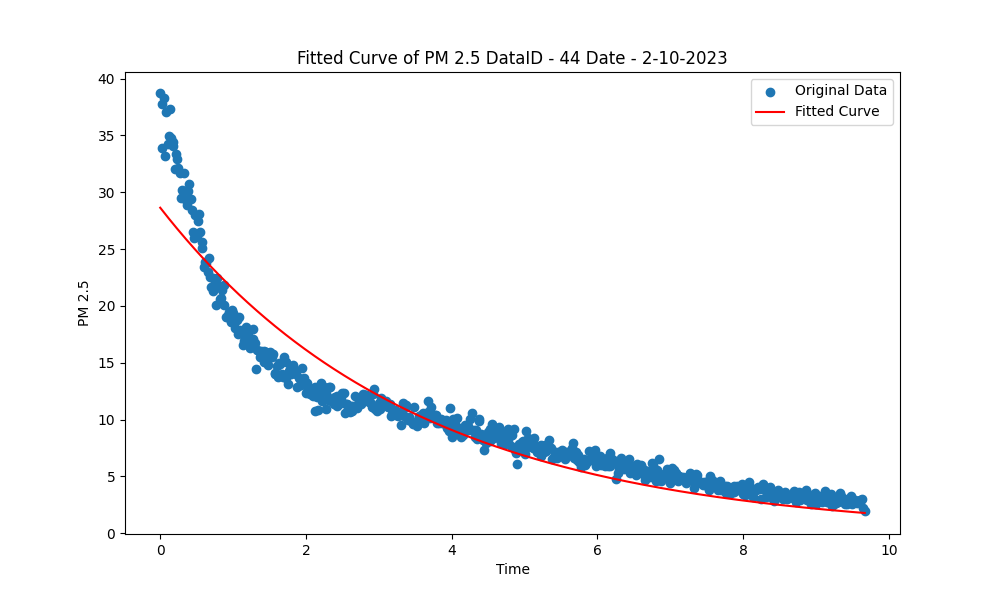 Fitted Curve of PM 2.5 DataID - 44 Date - 2-10-2023
Original Data
Fitted Curve
PM 2.5
40
35
30
25
20
15
10
5
0
0 2 4 6 8 10
Time